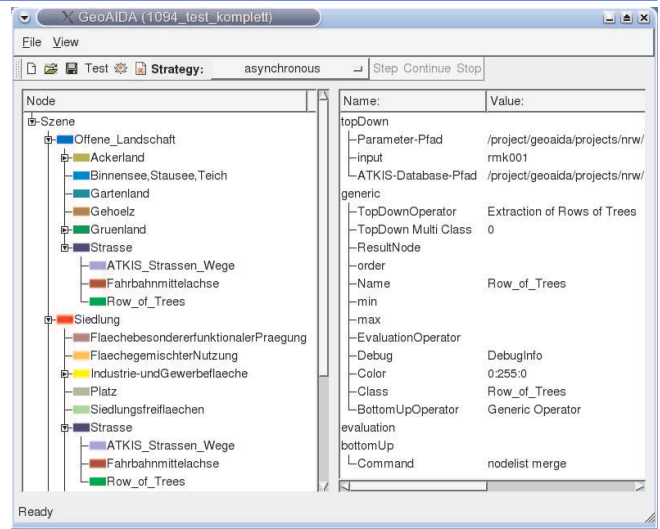 GeoAIDA (1094_test_komplett)
File View
Test Strategy: asynchronous Step Continue Stop
Node
Szene
Offene_Landschaft
Ackerland
Binnensee,Stausee,Teich
Gartenland
Gehoelz
Gruenland
Strasse
ATKIS_Strassen_Wege
Fahrbahnmittelachse
Row_of_Trees
Siedlung
FlaechebesondererfunktionalerPraegung
FlaechegemischterNutzung
Industrie-undGewerbeflaeche
Platz
Siedlungsfreiflaechen
Strasse
ATKIS_Strassen_Wege
Fahrbahnmittelachse
Row_of_Trees
Name: Value:
topDown
Parameter-Pfad /project/geoaida/projects/nrw/
input rmk001
ATKIS-Database-Pfad /project/geoaida/projects/nrw/
generic
TopDownOperator Extraction of Rows of Trees
TopDown Multi Class 0
ResultNode
order
Name Row_of_Trees
min
max
EvaluationOperator
Debug DebugInfo
Color 0:255:0
Class Row_of_Trees
BottomUpOperator Generic Operator
evaluation
bottomUp
Command nodelist merge
Ready